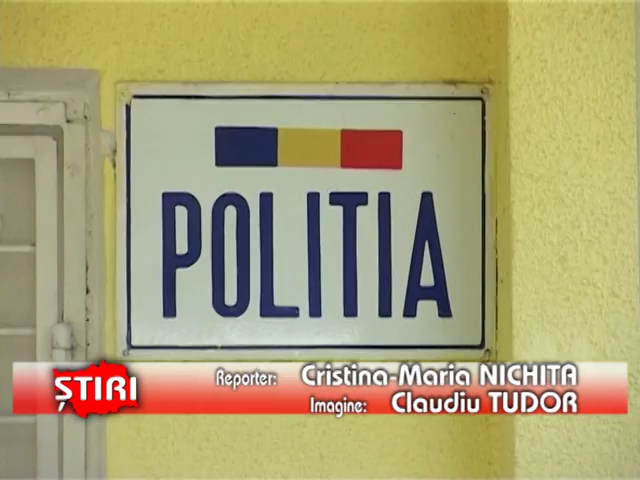 POLITIA
ȘTIRI
Reporter: Cristina-Maria NICHITA
Imagine: Claudiu TUDOR